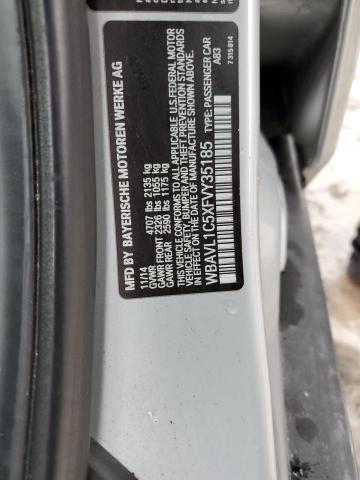 MFD BY BAYERISCHE MOTOREN WERKE AG
11/14
GVWR 4707 lbs 2135 kg
GAWR FRONT 2326 lbs 1055 kg
GAWR REAR 2590 lbs 1175 kg
THIS VEHICLE CONFORMS TO ALL APPLICABLE U.S. FEDERAL MOTOR
VEHICLE SAFETY, BUMPER AND THEFT PREVENTION STANDARDS
IN EFFECT ON THE DATE OF MANUFACTURE SHOWN ABOVE.
WBAVL1C5XFVY35185 TYPE: PASSENGER CAR
A83
7315814